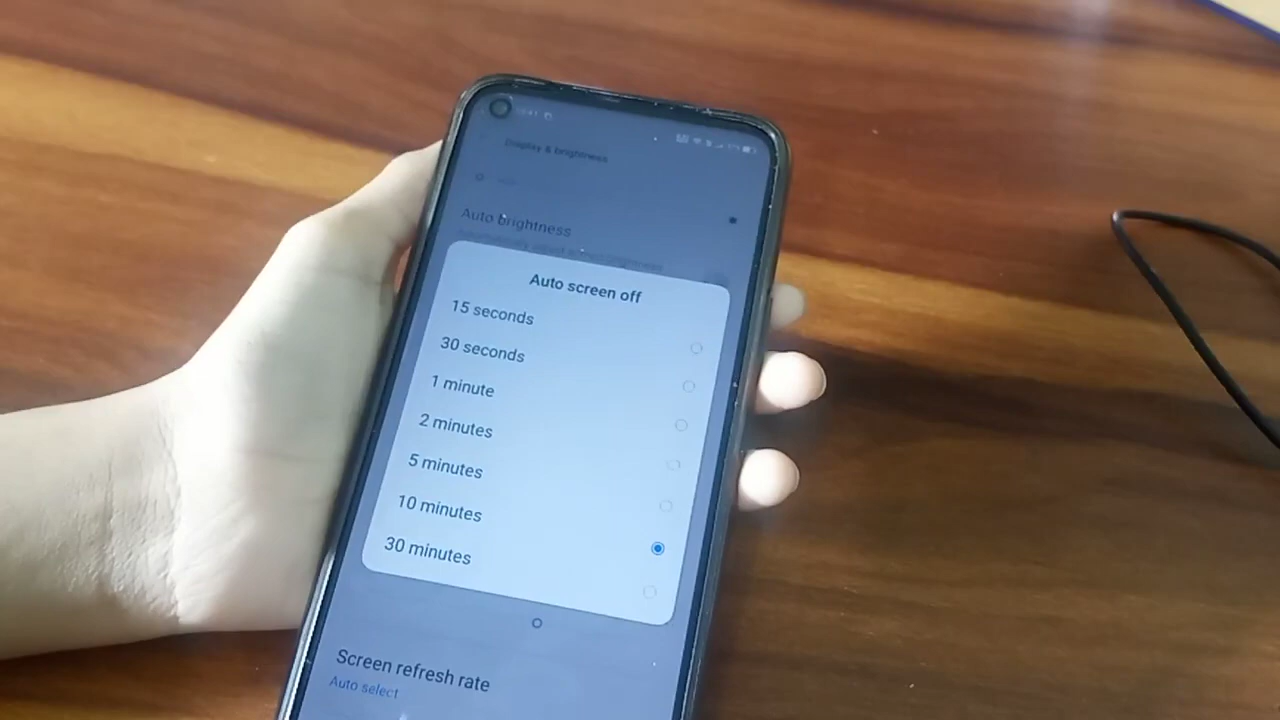 Display & brightness
Auto brightness
Auto screen off
15 seconds
30 seconds
1 minute
2 minutes
5 minutes
10 minutes
30 minutes
Screen refresh rate
Auto select